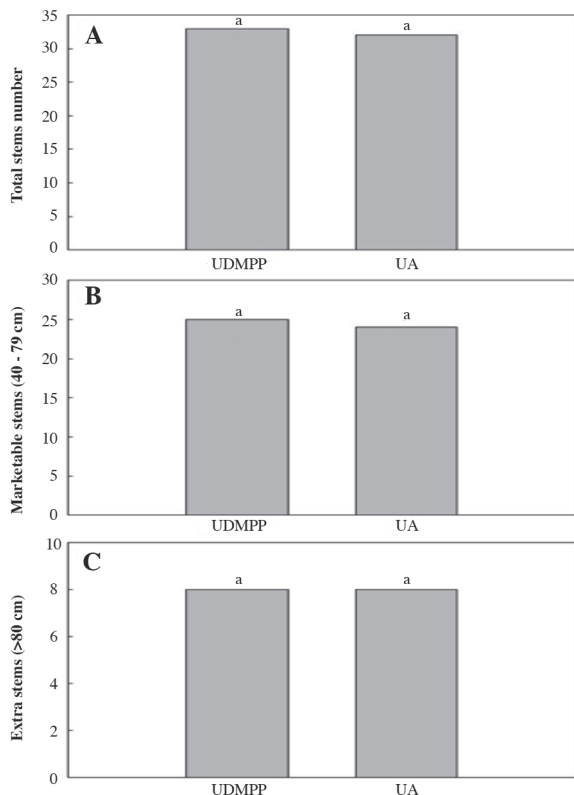 A
Total stems number
35
30
25
20
15
10
5
0
a
a
UDMPP
UA
B
Marketable stems (40 - 79 cm)
30
25
20
15
10
5
0
a
a
UDMPP
UA
C
Extra stems (>80 cm)
10
8
6
4
2
0
a
a
UDMPP
UA